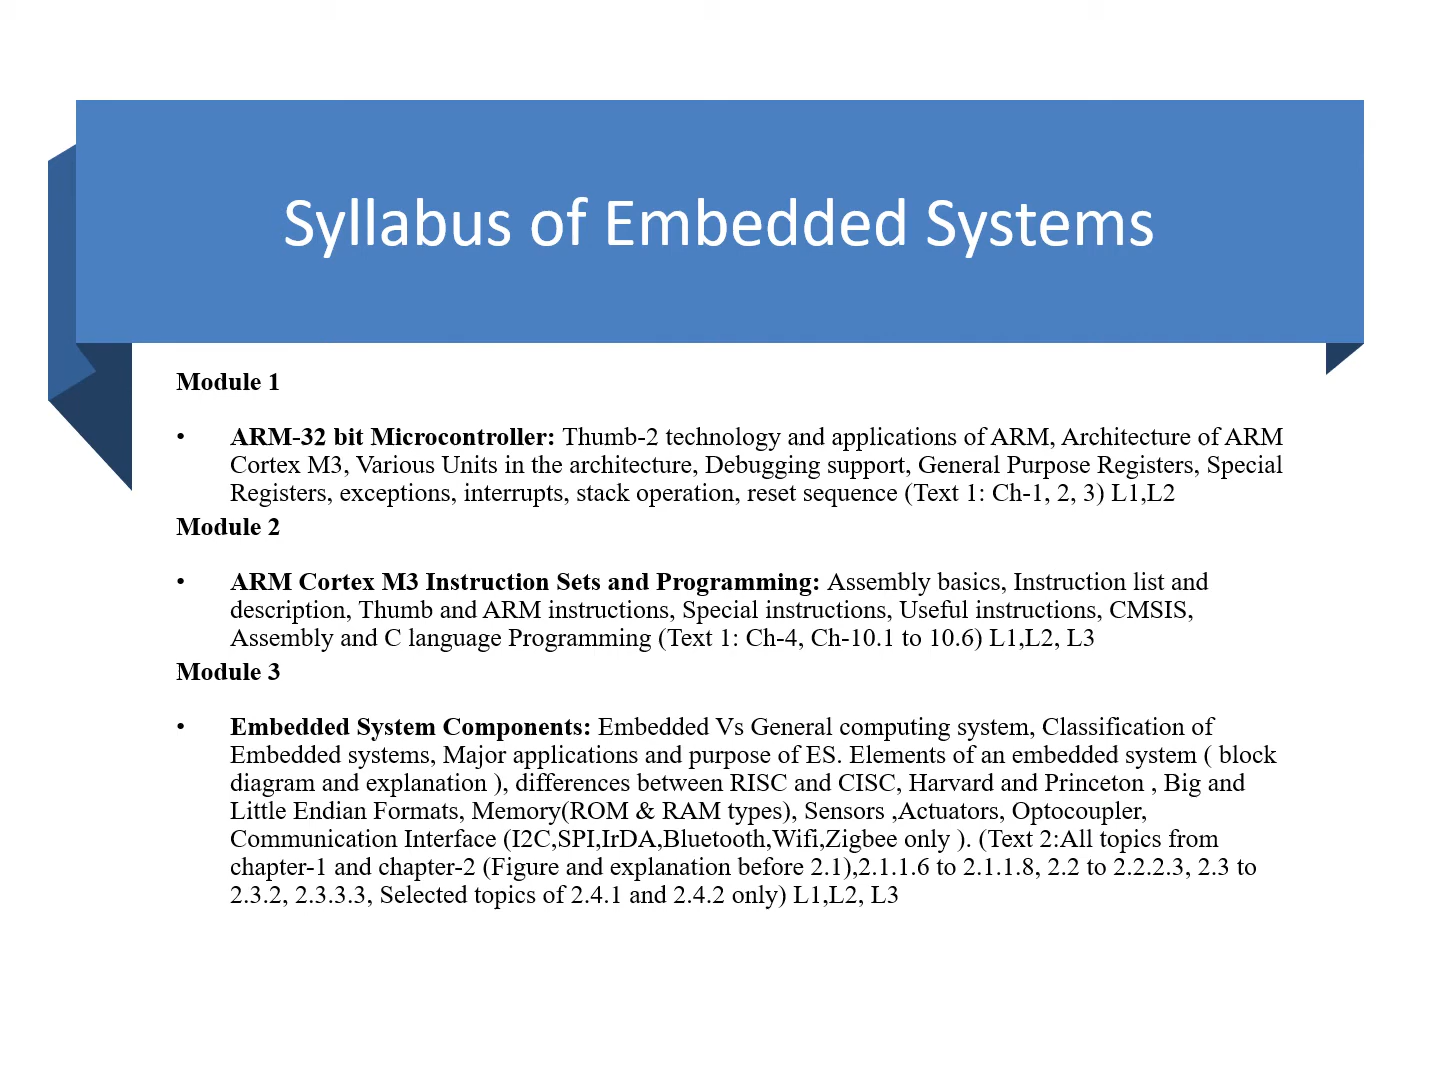 Syllabus of Embedded Systems
Module 1
• ARM-32 bit Microcontroller: Thumb-2 technology and applications of ARM, Architecture of ARM
Cortex M3, Various Units in the architecture, Debugging support, General Purpose Registers, Special
Registers, exceptions, interrupts, stack operation, reset sequence (Text 1: Ch-1, 2, 3) L1,L2
Module 2
• ARM Cortex M3 Instruction Sets and Programming: Assembly basics, Instruction list and
description, Thumb and ARM instructions, Special instructions, Useful instructions, CMSIS,
Assembly and C language Programming (Text 1: Ch-4, Ch-10.1 to 10.6) L1,L2, L3
Module 3
• Embedded System Components: Embedded Vs General computing system, Classification of
Embedded systems, Major applications and purpose of ES. Elements of an embedded system ( block
diagram and explanation ), differences between RISC and CISC, Harvard and Princeton , Big and
Little Endian Formats, Memory(ROM & RAM types), Sensors ,Actuators, Optocoupler,
Communication Interface (I2C,SPI,IrDA,Bluetooth,Wifi,Zigbee only ). (Text 2:All topics from
chapter-1 and chapter-2 (Figure and explanation before 2.1),2.1.1.6 to 2.1.1.8, 2.2 to 2.2.2.3, 2.3 to
2.3.2, 2.3.3.3, Selected topics of 2.4.1 and 2.4.2 only) L1,L2, L3